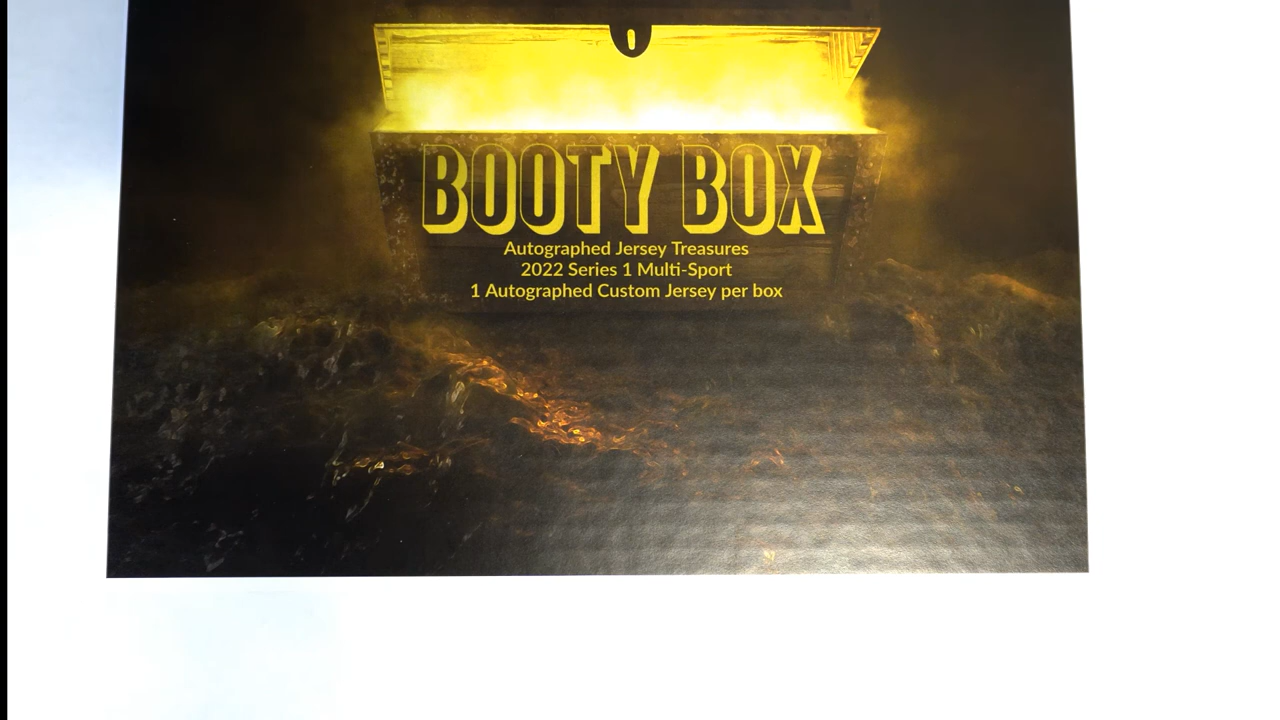 BOOTY BOX
Autographed Jersey Treasures
2022 Series 1 Multi-Sport
1 Autographed Custom Jersey per box